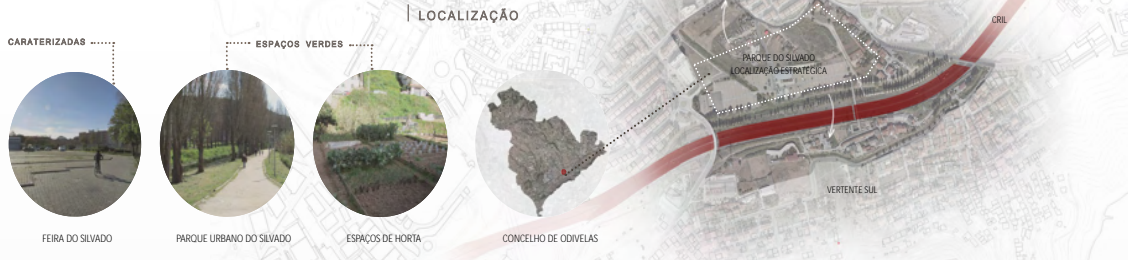 LOCALIZAÇÃO
CARATERIZADAS
ESPAÇOS VERDES
CRIL
PARQUE DO SILVADO
LOCALIZAÇÃO ESTRATÉGICA
VERTENTE SUL
FEIRA DO SILVADO
PARQUE URBANO DO SILVADO
ESPAÇOS DE HORTA
CONCELHO DE ODIVELAS